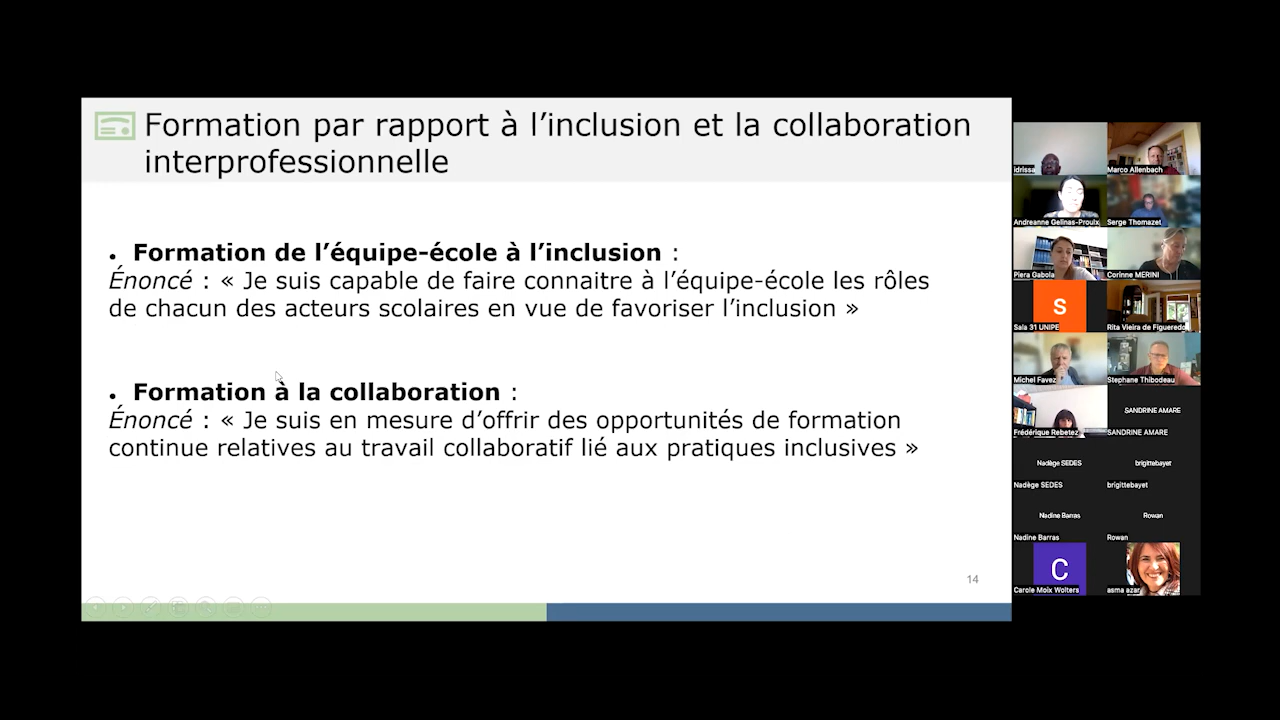 Formation par rapport à l’inclusion et la collaboration
interprofessionnelle
• Formation de l’équipe-école à l’inclusion :
Énoncé : « Je suis capable de faire connaitre à l’équipe-école les rôles
de chacun des acteurs scolaires en vue de favoriser l’inclusion »
• Formation à la collaboration :
Énoncé : « Je suis en mesure d’offrir des opportunités de formation
continue relatives au travail collaboratif lié aux pratiques inclusives »
14
idrissa
Marco Allenbach
Andreanne Gelinas-Proulx
Serge Thomazet
Piera Gabola
Corinne MERINI
S
Sala 31 UNIPE
Rita Vieira de Figueredo
Michel Favez
Stephane Thibodeau
Frédérique Rebetez
SANDRINE AMARE
SANDRINE AMARE
Nadège SEDES
brigittebayet
Nadège SEDES
brigittebayet
Nadine Barras
Rowan
Nadine Barras
Rowan
C
Carole Moix Wolters
asma azar